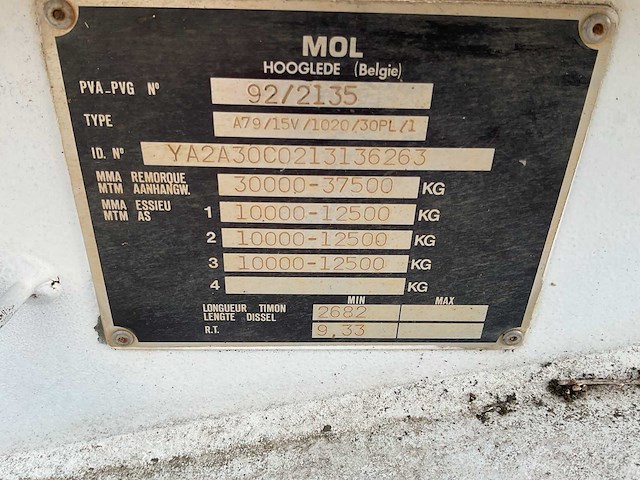 MOL
HOOGLEDE (Belgie)
PVA-PVG N° 92/2135
TYPE A79/15V/1020/30PL/1
ID. N° YA2A30C0213136263
MMA REMORQUE
MTM AANHANGW. 30000-37500 KG
MMA ESSIEU
MTM AS 1 10000-12500 KG
2 10000-12500 KG
3 10000-12500 KG
4 KG
MIN MAX
LONGUEUR TIMON
LENGTE DISSEL 2682
R.T. 9.33